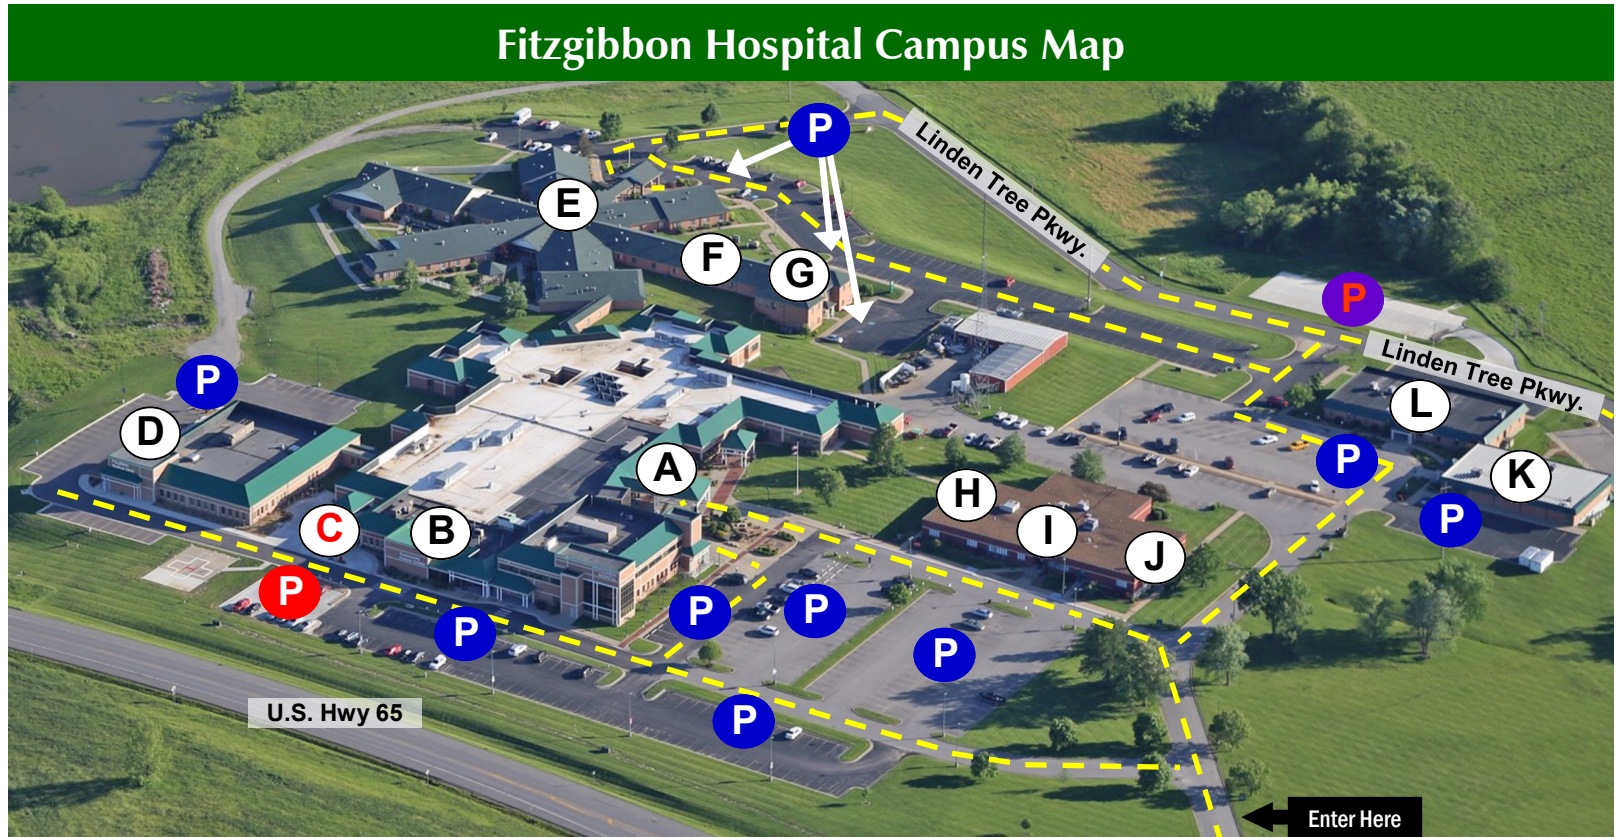 Fitzgibbon Hospital Campus Map
P
Linden Tree Pkwy.
E
F
G
P
Linden Tree Pkwy.
P
L
D
P
A
K
H
P
C
B
I
J
P
P
P
P
P
P
U.S. Hwy 65
Enter Here